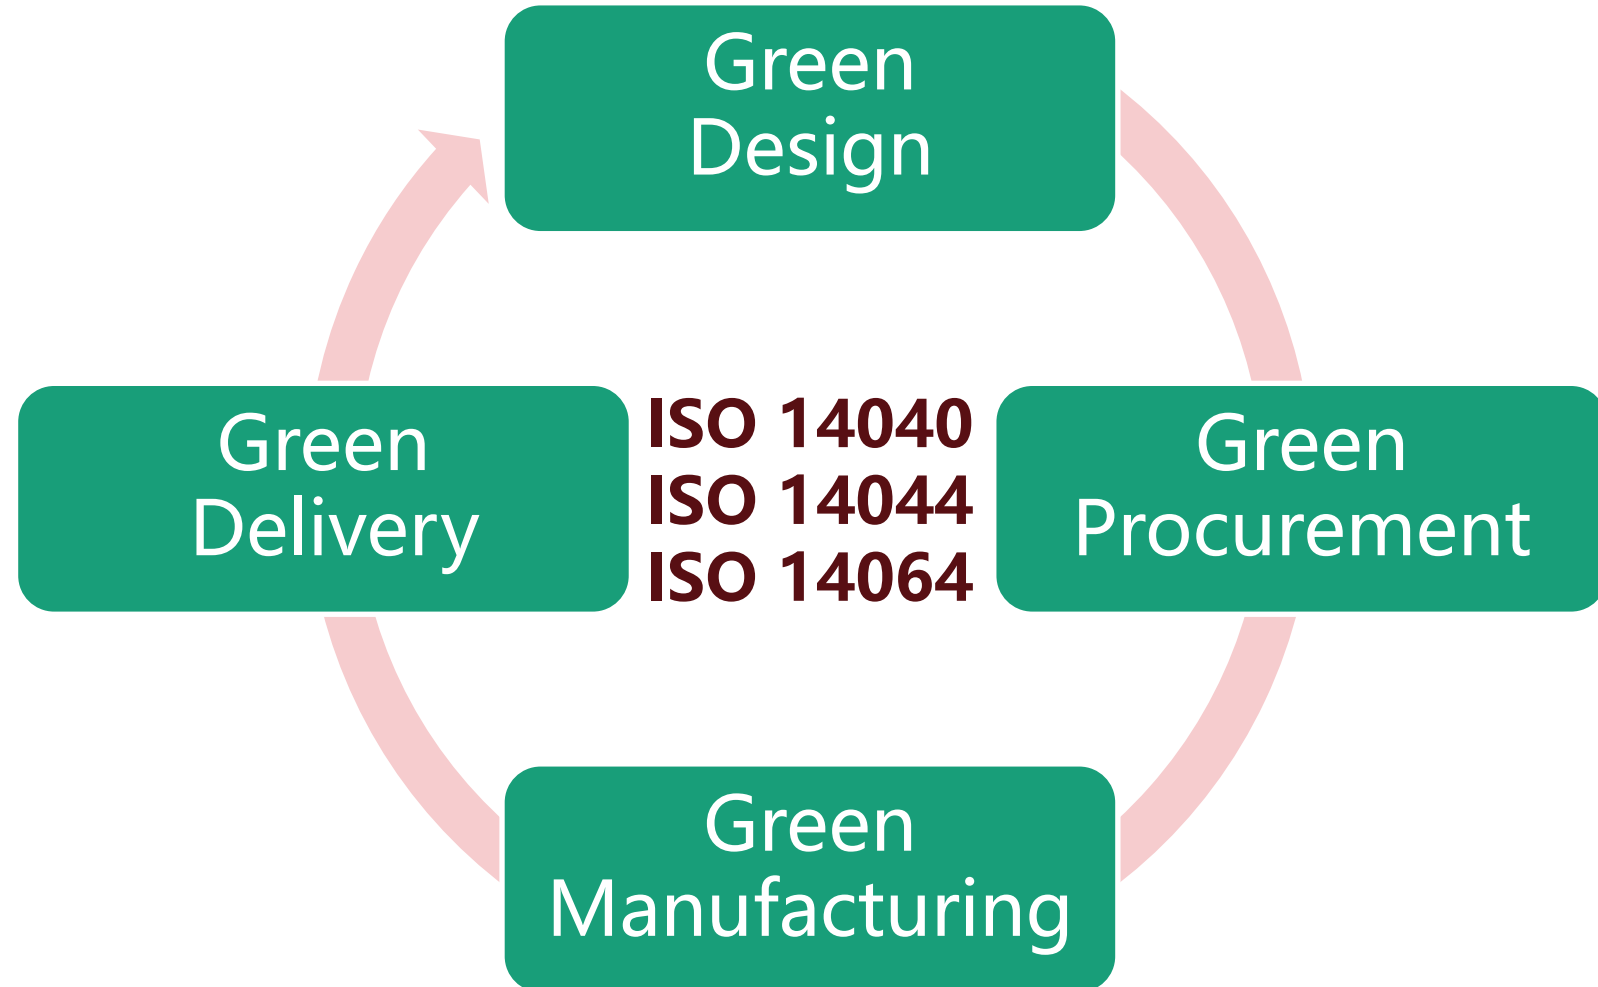 Green
Design
Green
Delivery
ISO 14040
ISO 14044
ISO 14064
Green
Procurement
Green
Manufacturing